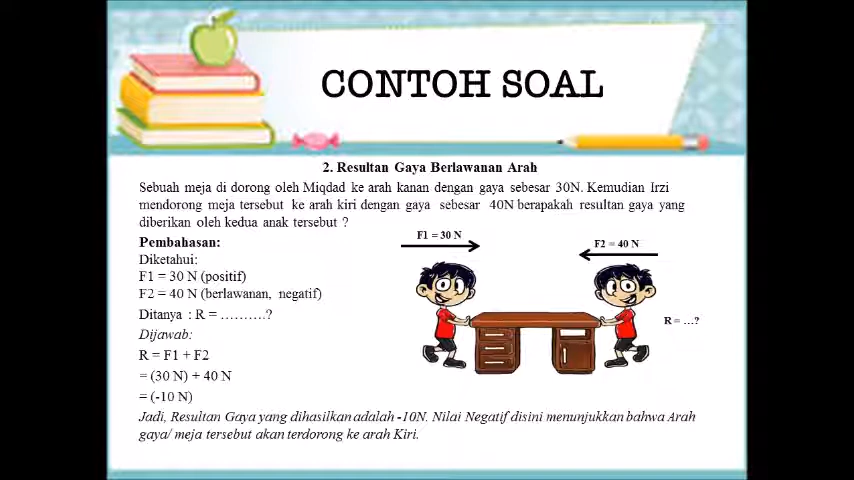 CONTOH SOAL
2. Resultan Gaya Berlawanan Arah
Sebuah meja di dorong oleh Miqdad ke arah kanan dengan gaya sebesar 30N. Kemudian Irzi
mendorong meja tersebut ke arah kiri dengan gaya sebesar 40N berapakah resultan gaya yang
diberikan oleh kedua anak tersebut ?
Pembahasan:
Diketahui:
F1 = 30 N (positif)
F2 = 40 N (berlawanan, negatif)
Ditanya : R = ……….?
Dijawab:
R = F1 + F2
= (30 N) + 40 N
= (-10 N)
F1 = 30 N
F2 = 40 N
R = …?
Jadi, Resultan Gaya yang dihasilkan adalah -10N. Nilai Negatif disini menunjukkan bahwa Arah
gaya/ meja tersebut akan terdorong ke arah Kiri.